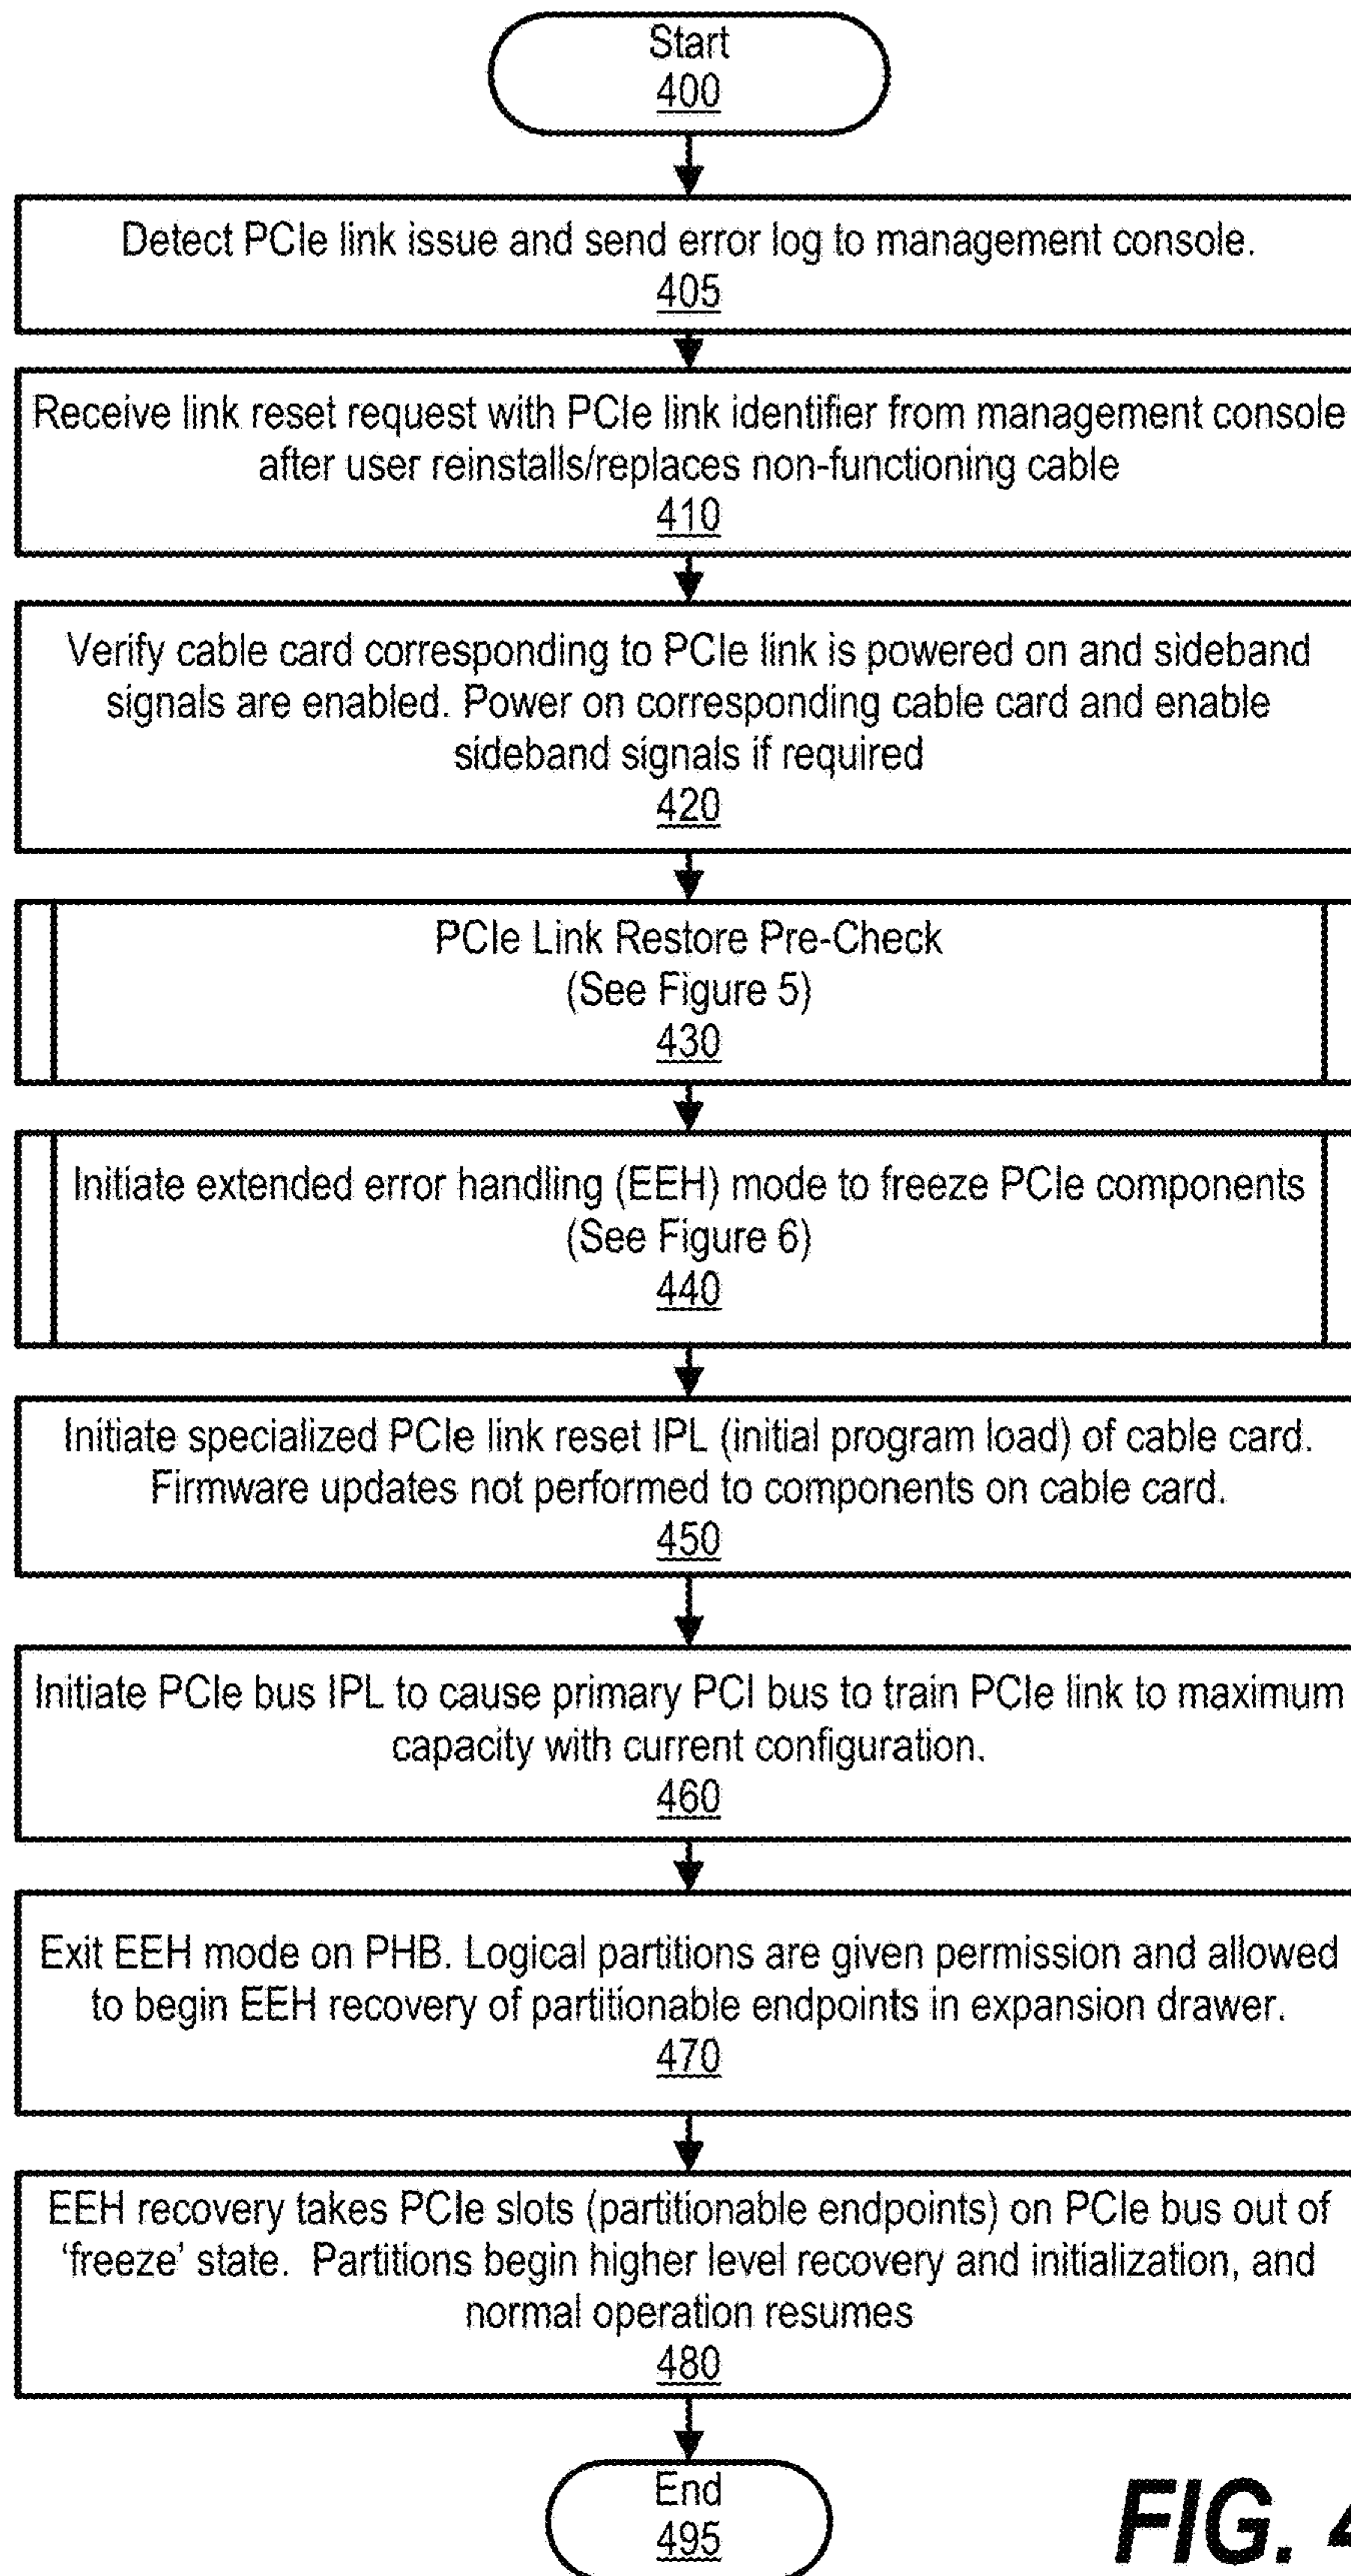 Start
400
Detect PCIe link issue and send error log to management console.
405
Receive link reset request with PCIe link identifier from management console
after user reinstalls/replaces non-functioning cable
410
Verify cable card corresponding to PCIe link is powered on and sideband
signals are enabled. Power on corresponding cable card and enable
sideband signals if required
420
PCIe Link Restore Pre-Check
(See Figure 5)
430
Initiate extended error handling (EEH) mode to freeze PCIe components
(See Figure 6)
440
Initiate specialized PCIe link reset IPL (initial program load) of cable card.
Firmware updates not performed to components on cable card.
450
Initiate PCIe bus IPL to cause primary PCI bus to train PCIe link to maximum
capacity with current configuration.
460
Exit EEH mode on PHB. Logical partitions are given permission and allowed
to begin EEH recovery of partitionable endpoints in expansion drawer.
470
EEH recovery takes PCIe slots (partitionable endpoints) on PCIe bus out of
‘freeze’ state. Partitions begin higher level recovery and initialization, and
normal operation resumes
480
End
495
FIG. 4